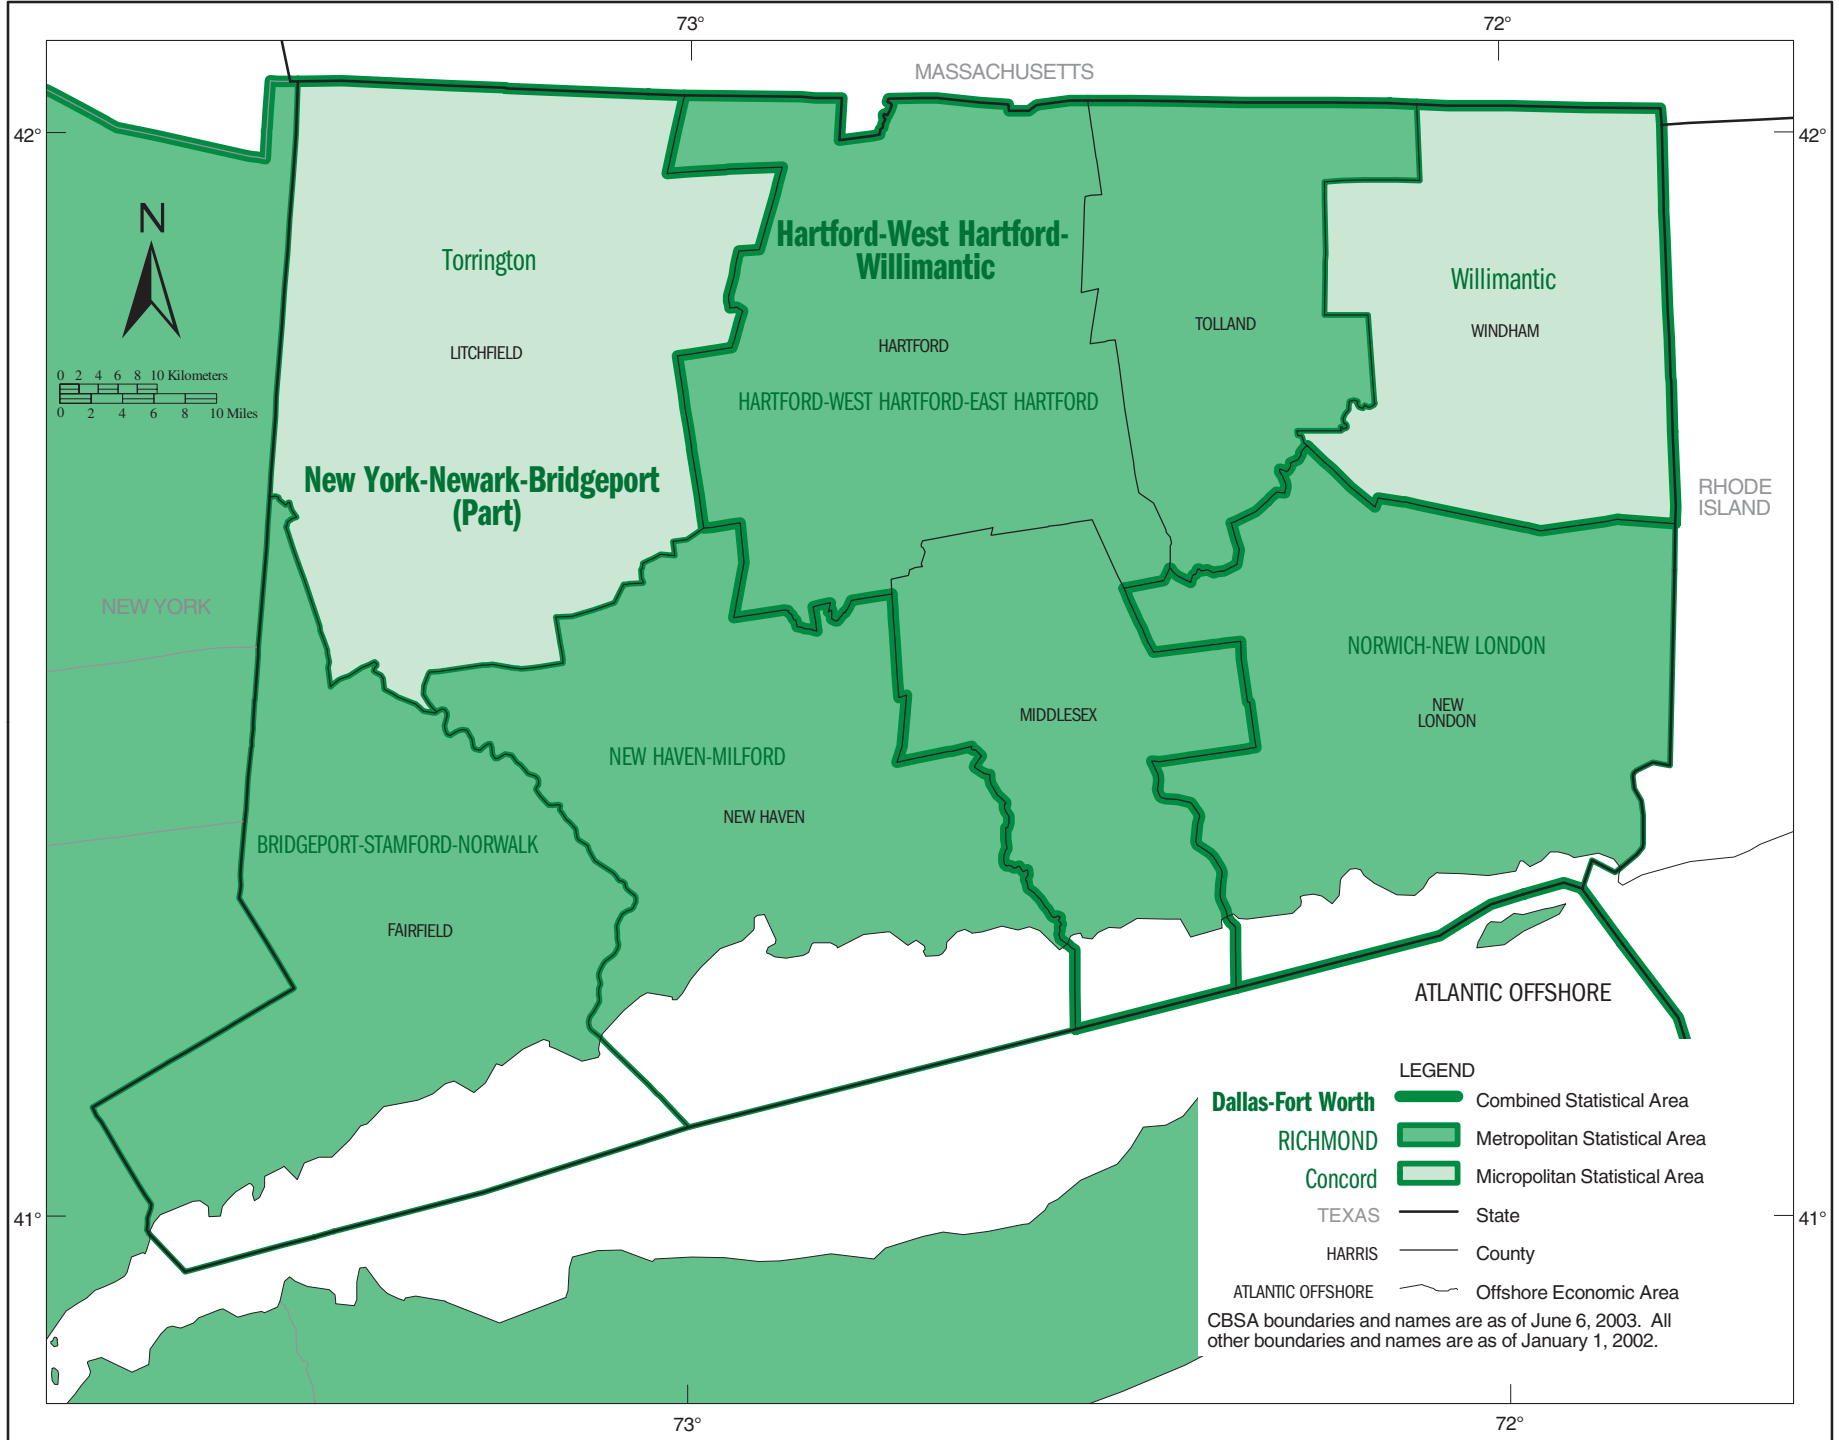 73°
72°
MASSACHUSETTS
42°
42°
N
Torrington
Hartford-West Hartford-
Willimantic
Willimantic
TOLLAND
WINDHAM
LITCHFIELD
HARTFORD
0 2 4 6 8 10 Kilometers
0 2 4 6 8 10 Miles
HARTFORD-WEST HARTFORD-EAST HARTFORD
New York-Newark-Bridgeport
(Part)
RHODE
ISLAND
NEW YORK
NORWICH-NEW LONDON
NEW
LONDON
MIDDLESEX
NEW HAVEN-MILFORD
NEW HAVEN
BRIDGEPORT-STAMFORD-NORWALK
FAIRFIELD
ATLANTIC OFFSHORE
LEGEND
Dallas-Fort Worth Combined Statistical Area
RICHMOND Metropolitan Statistical Area
Concord Micropolitan Statistical Area
TEXAS State
HARRIS County
ATLANTIC OFFSHORE Offshore Economic Area
CBSA boundaries and names are as of June 6, 2003. All
other boundaries and names are as of January 1, 2002.
41°
41°
73°
72°